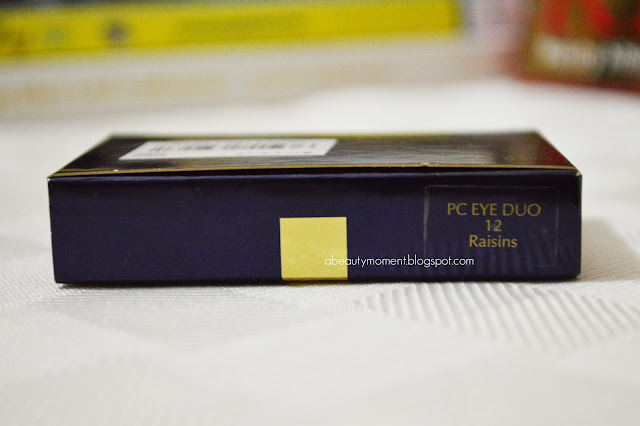 PC EYE DUO
12
Raisins
abeautymoment.blogspot.com